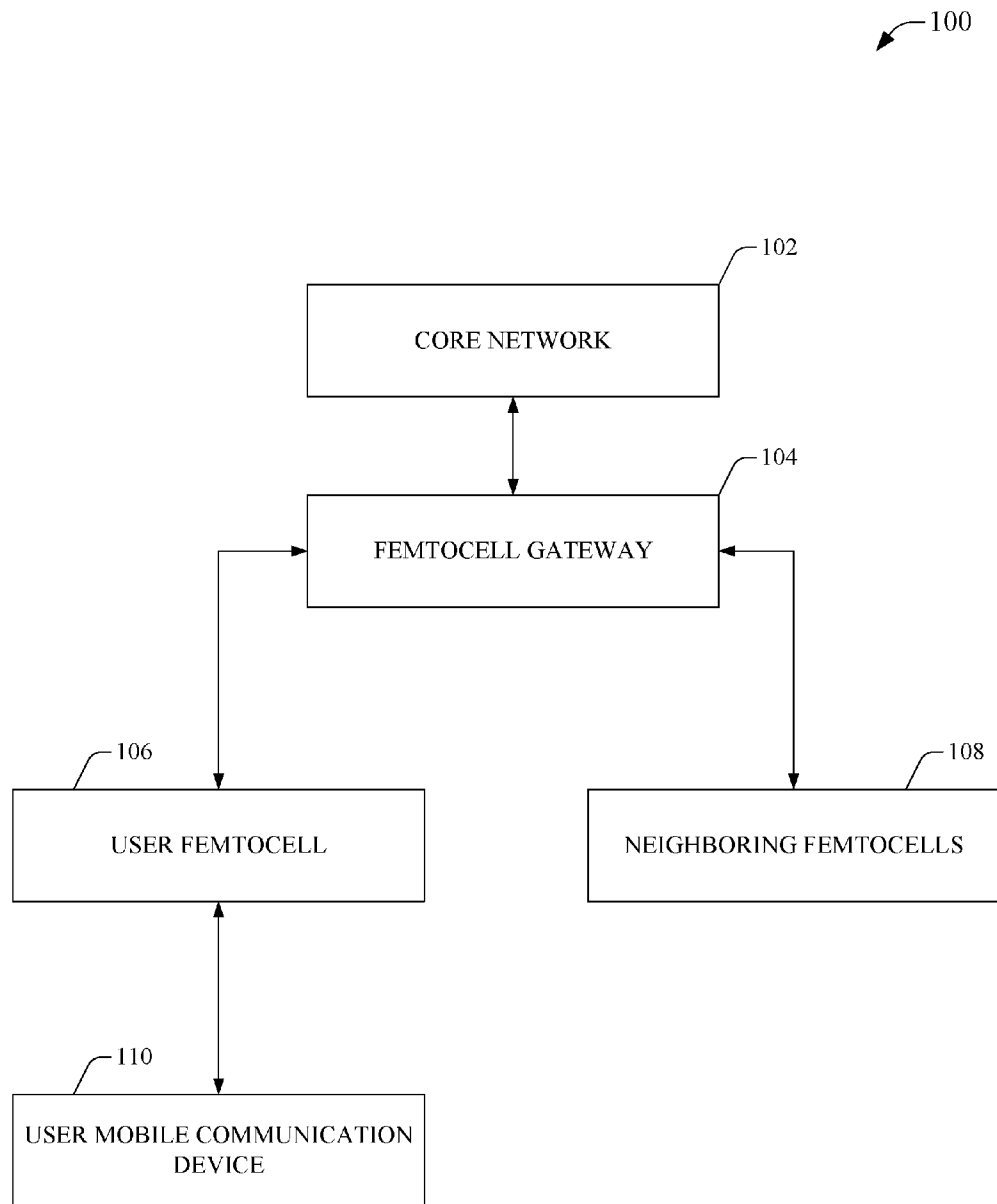 100
102
CORE NETWORK
104
FEMTOCELL GATEWAY
106
108
USER FEMTOCELL
NEIGHBORING FEMTOCELLS
110
USER MOBILE COMMUNICATION
DEVICE